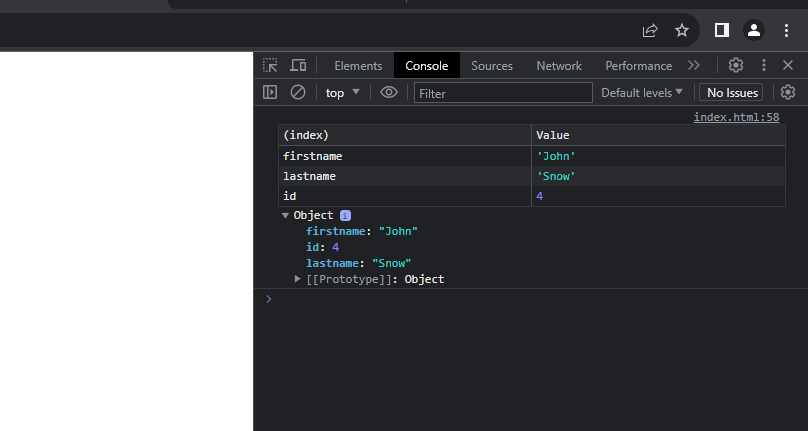 Elements Console Sources Network Performance
top Filter Default levels No Issues
index.html:58
(index) Value
firstname 'John'
lastname 'Snow'
id 4
Object i
firstname: "John"
id: 4
lastname: "Snow"
[[Prototype]]: Object